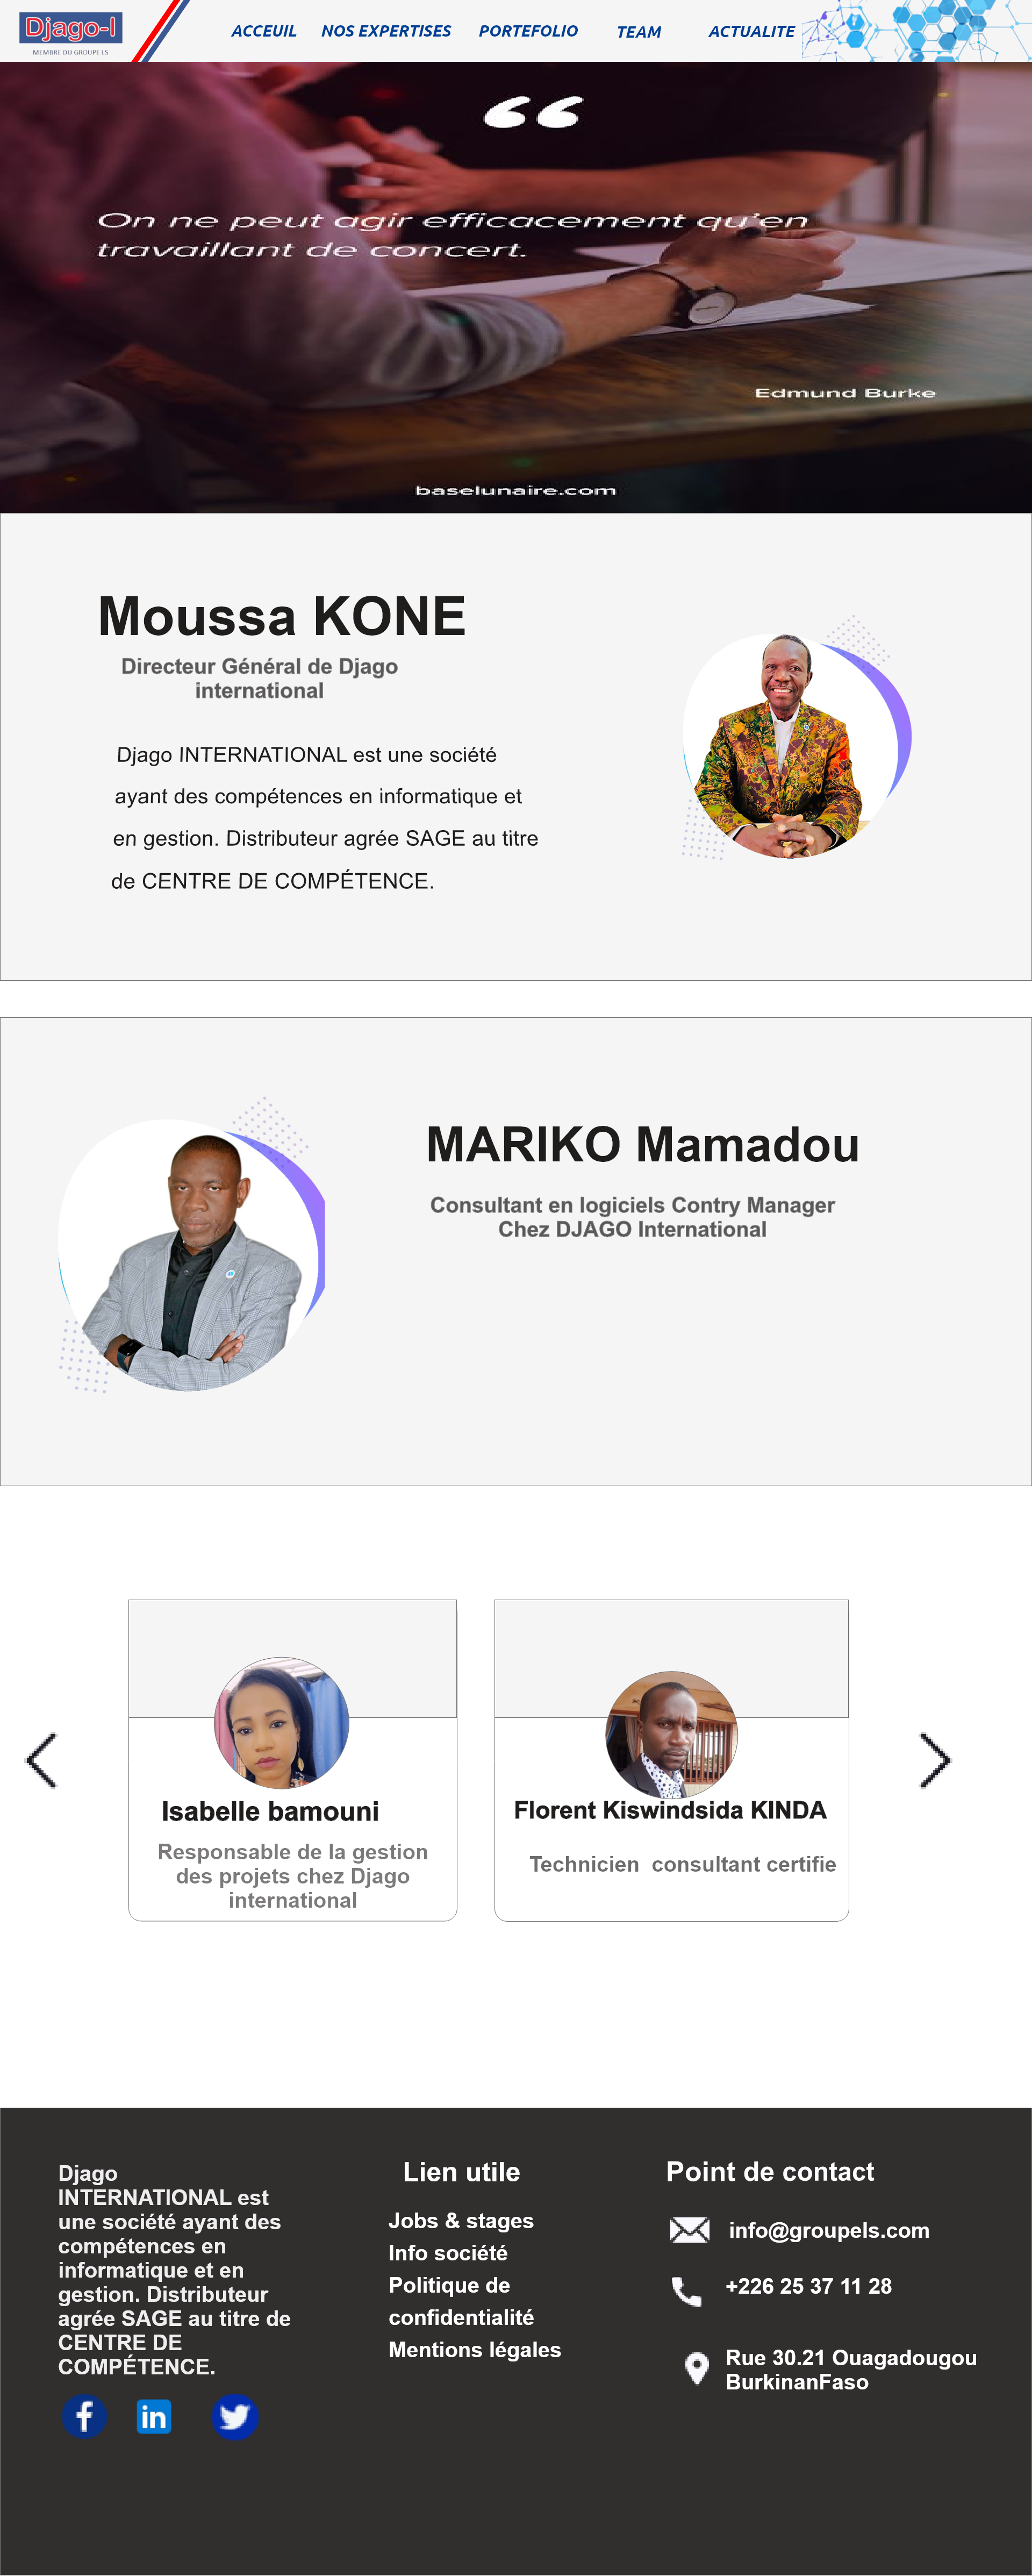 Djago-I
MEMBRE DU GROUPE LS
ACCEUIL NOS EXPERTISES PORTEFOLIO TEAM ACTUALITE
“
On ne peut agir efficacement qu’en
travaillant de concert.
Edmund Burke
baselunaire.com
Moussa KONE
Directeur Général de Djago
international
Djago INTERNATIONAL est une société
ayant des compétences en informatique et
en gestion. Distributeur agrée SAGE au titre
de CENTRE DE COMPÉTENCE.
MARIKO Mamadou
Consultant en logiciels Contry Manager
Chez DJAGO International
Isabelle bamouni
Responsable de la gestion
des projets chez Djago
international
Florent Kiswindsida KINDA
Technicien consultant certifie
Djago
INTERNATIONAL est
une société ayant des
compétences en
informatique et en
gestion. Distributeur
agrée SAGE au titre de
CENTRE DE
COMPÉTENCE.
f in
Lien utile
Jobs & stages
Info société
Politique de
confidentialité
Mentions légales
Point de contact
info@groupels.com
+226 25 37 11 28
Rue 30.21 Ouagadougou
BurkinanFaso